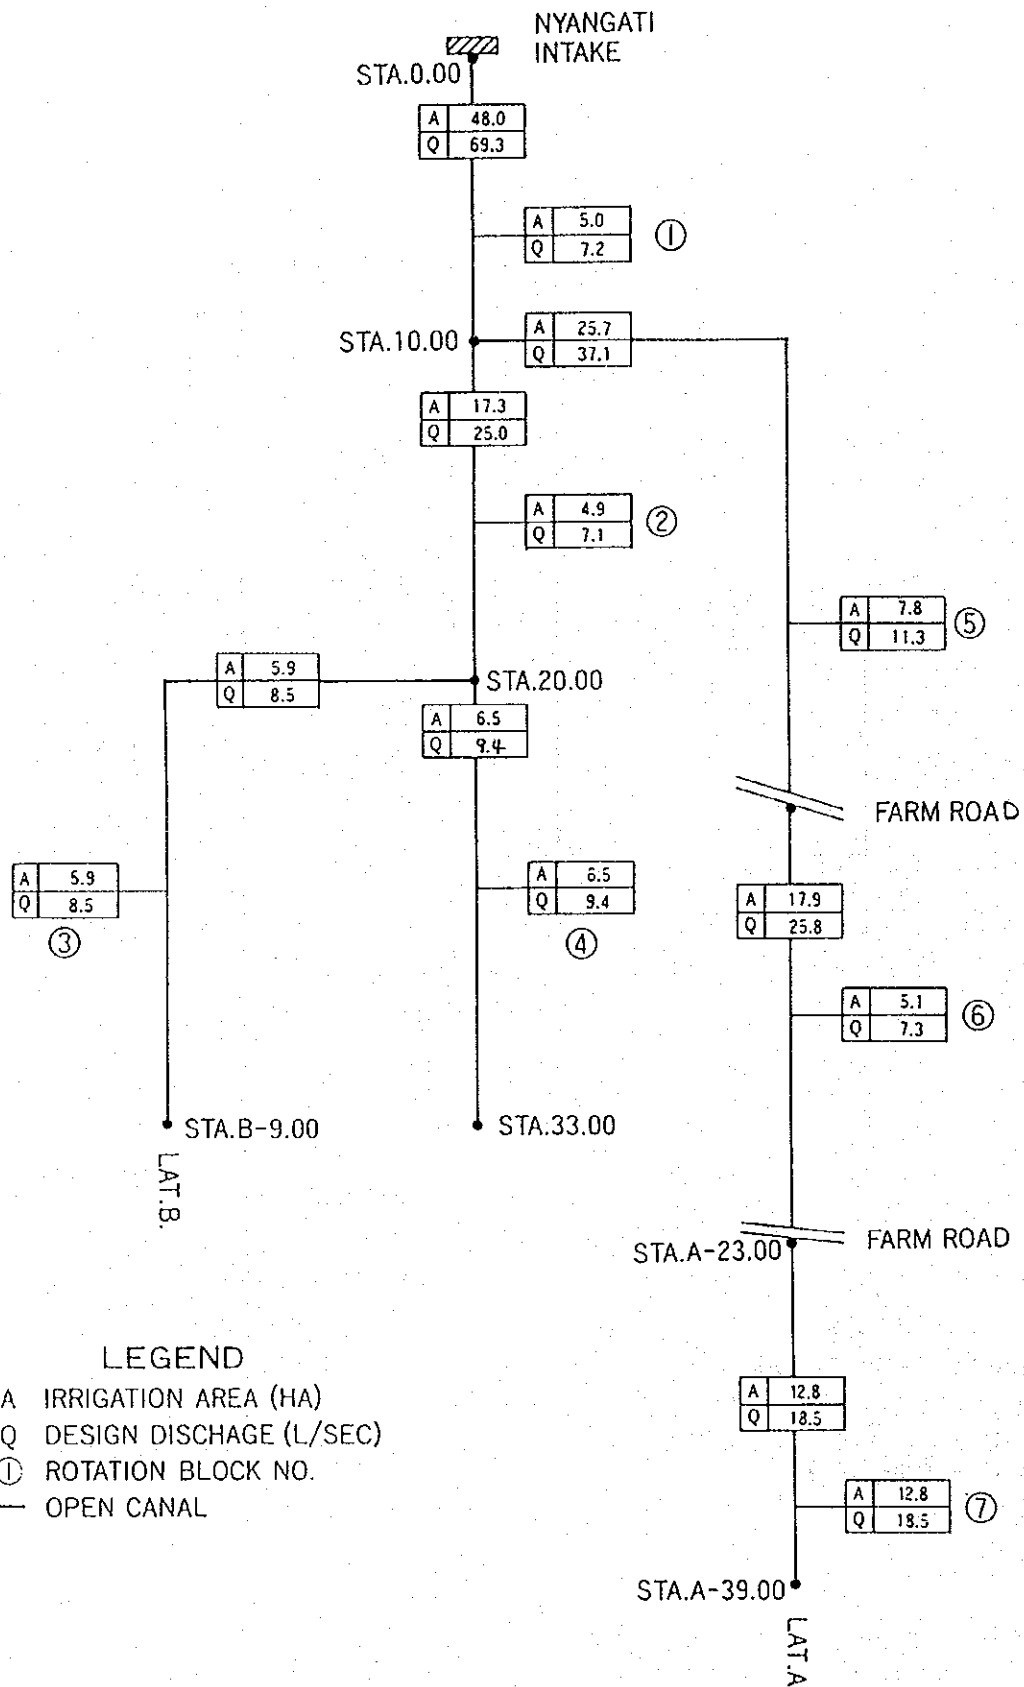 NYANGATI
INTAKE
STA.0.00
A 48.0
Q 69.3
A 5.0
Q 7.2
①
STA.10.00
A 25.7
Q 37.1
A 17.3
Q 25.0
A 4.9
Q 7.1
②
A 7.8
Q 11.3
⑤
A 5.9
Q 8.5
STA.20.00
A 6.5
Q 9.4
FARM ROAD
A 5.9
Q 8.5
③
A 6.5
Q 9.4
④
A 17.9
Q 25.8
A 5.1
Q 7.3
⑥
STA.B-9.00
LAT.B.
STA.33.00
STA.A-23.00
FARM ROAD
A 12.8
Q 18.5
A 12.8
Q 18.5
⑦
STA.A-39.00
LAT.A
LEGEND
A IRRIGATION AREA (HA)
Q DESIGN DISCHAGE (L/SEC)
① ROTATION BLOCK NO.
— OPEN CANAL